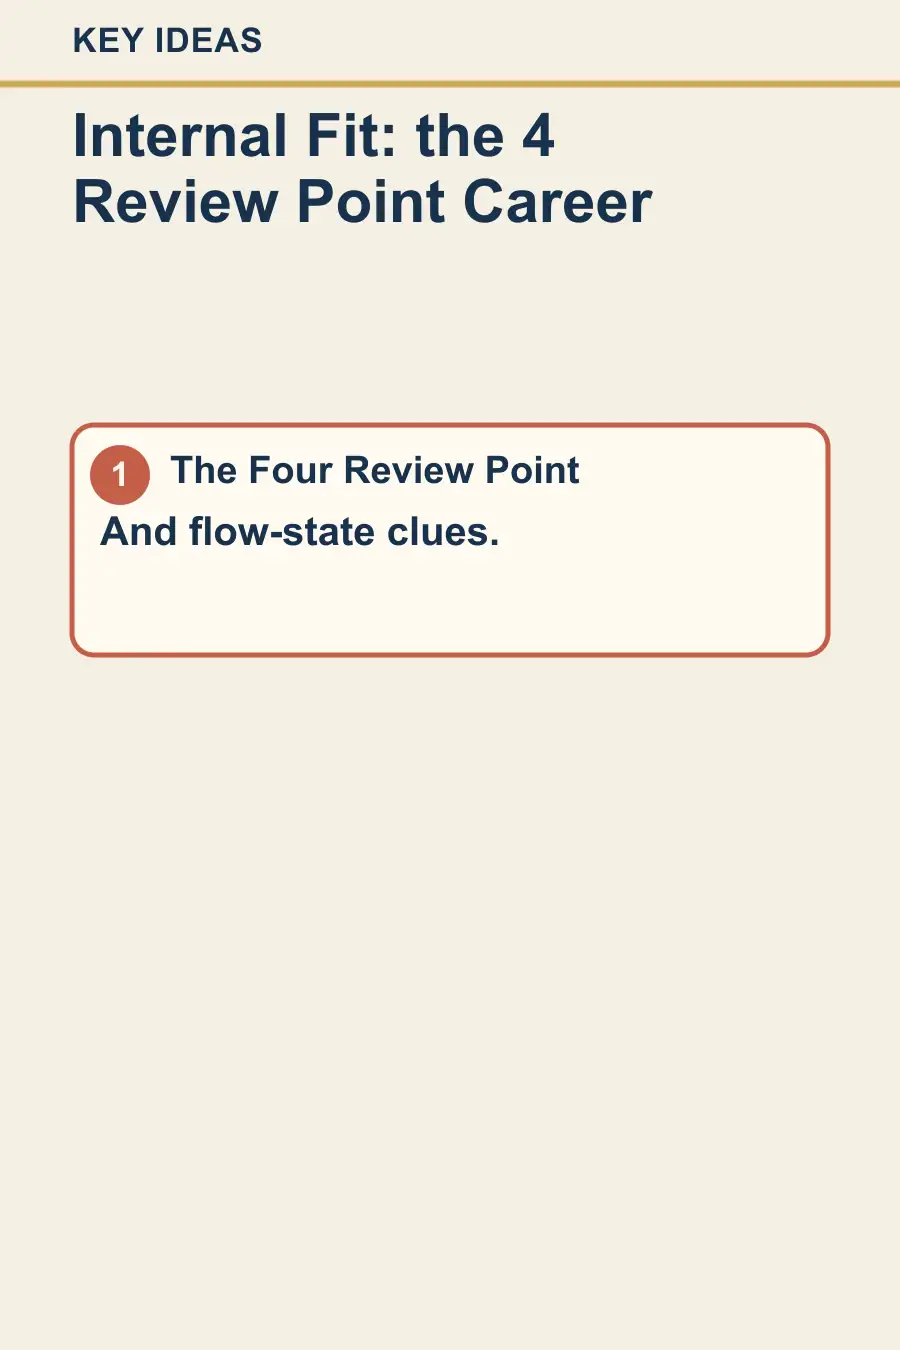 KEY IDEAS
Internal Fit: the 4
Review Point Career
1 The Four Review Point
And flow-state clues.